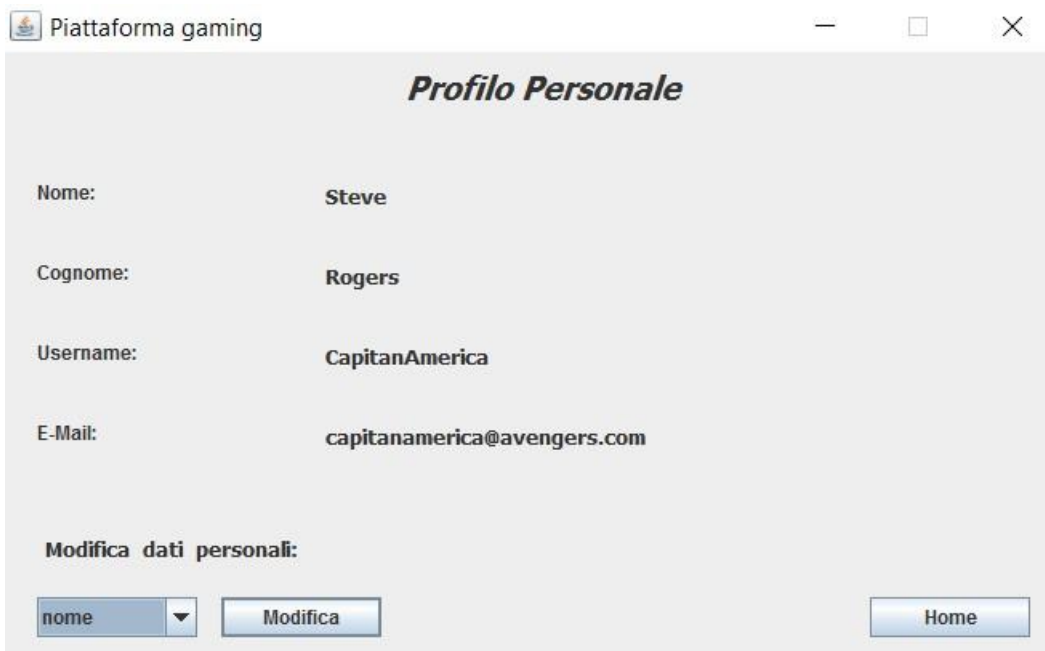 Piattaforma gaming
Profilo Personale
Nome: Steve
Cognome: Rogers
Username: CapitanAmerica
E-Mail: capitanamerica@avengers.com
Modifica dati personali:
nome Modifica Home